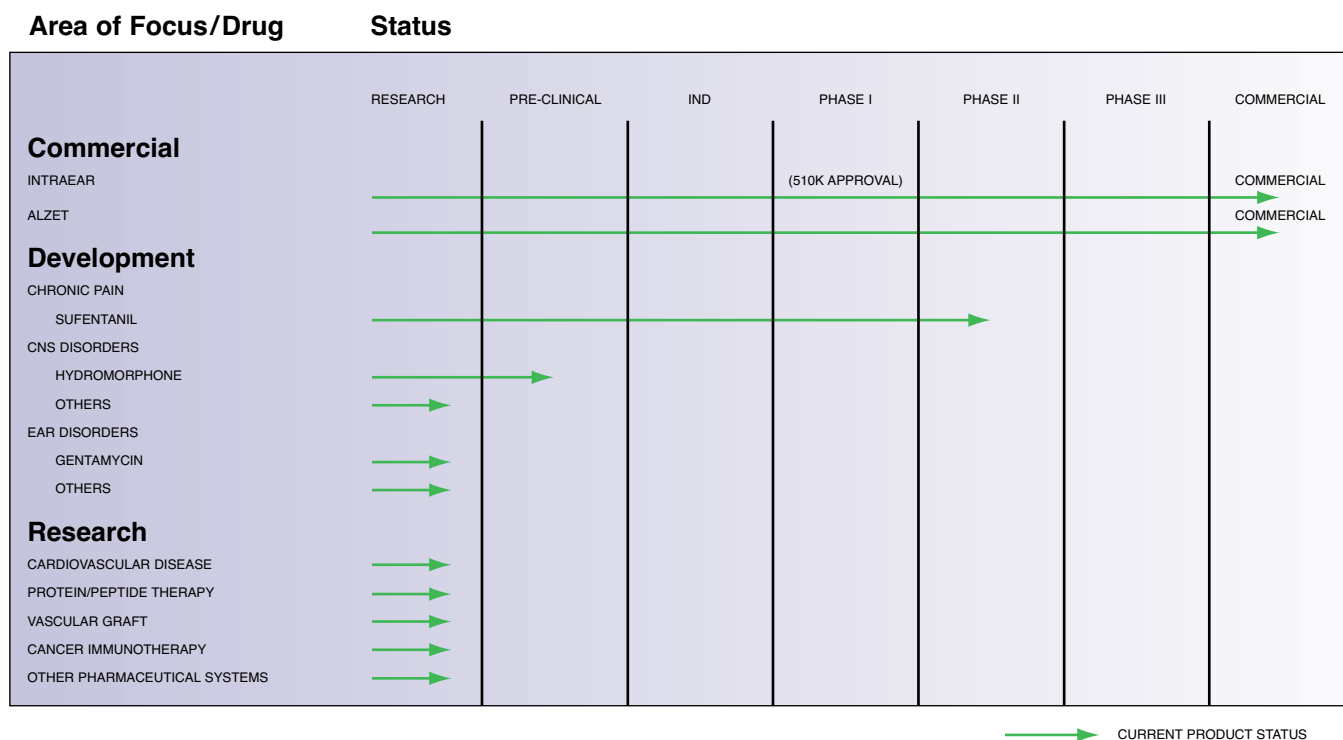 Area of Focus/Drug Status
RESEARCH PRE-CLINICAL IND PHASE I PHASE II PHASE III COMMERCIAL
Commercial
INTRAEAR (510K APPROVAL) COMMERCIAL
ALZET COMMERCIAL
Development
CHRONIC PAIN
SUFENTANIL
CNS DISORDERS
HYDROMORPHONE
OTHERS
EAR DISORDERS
GENTAMYCIN
OTHERS
Research
CARDIOVASCULAR DISEASE
PROTEIN/PEPTIDE THERAPY
VASCULAR GRAFT
CANCER IMMUNOTHERAPY
OTHER PHARMACEUTICAL SYSTEMS
CURRENT PRODUCT STATUS